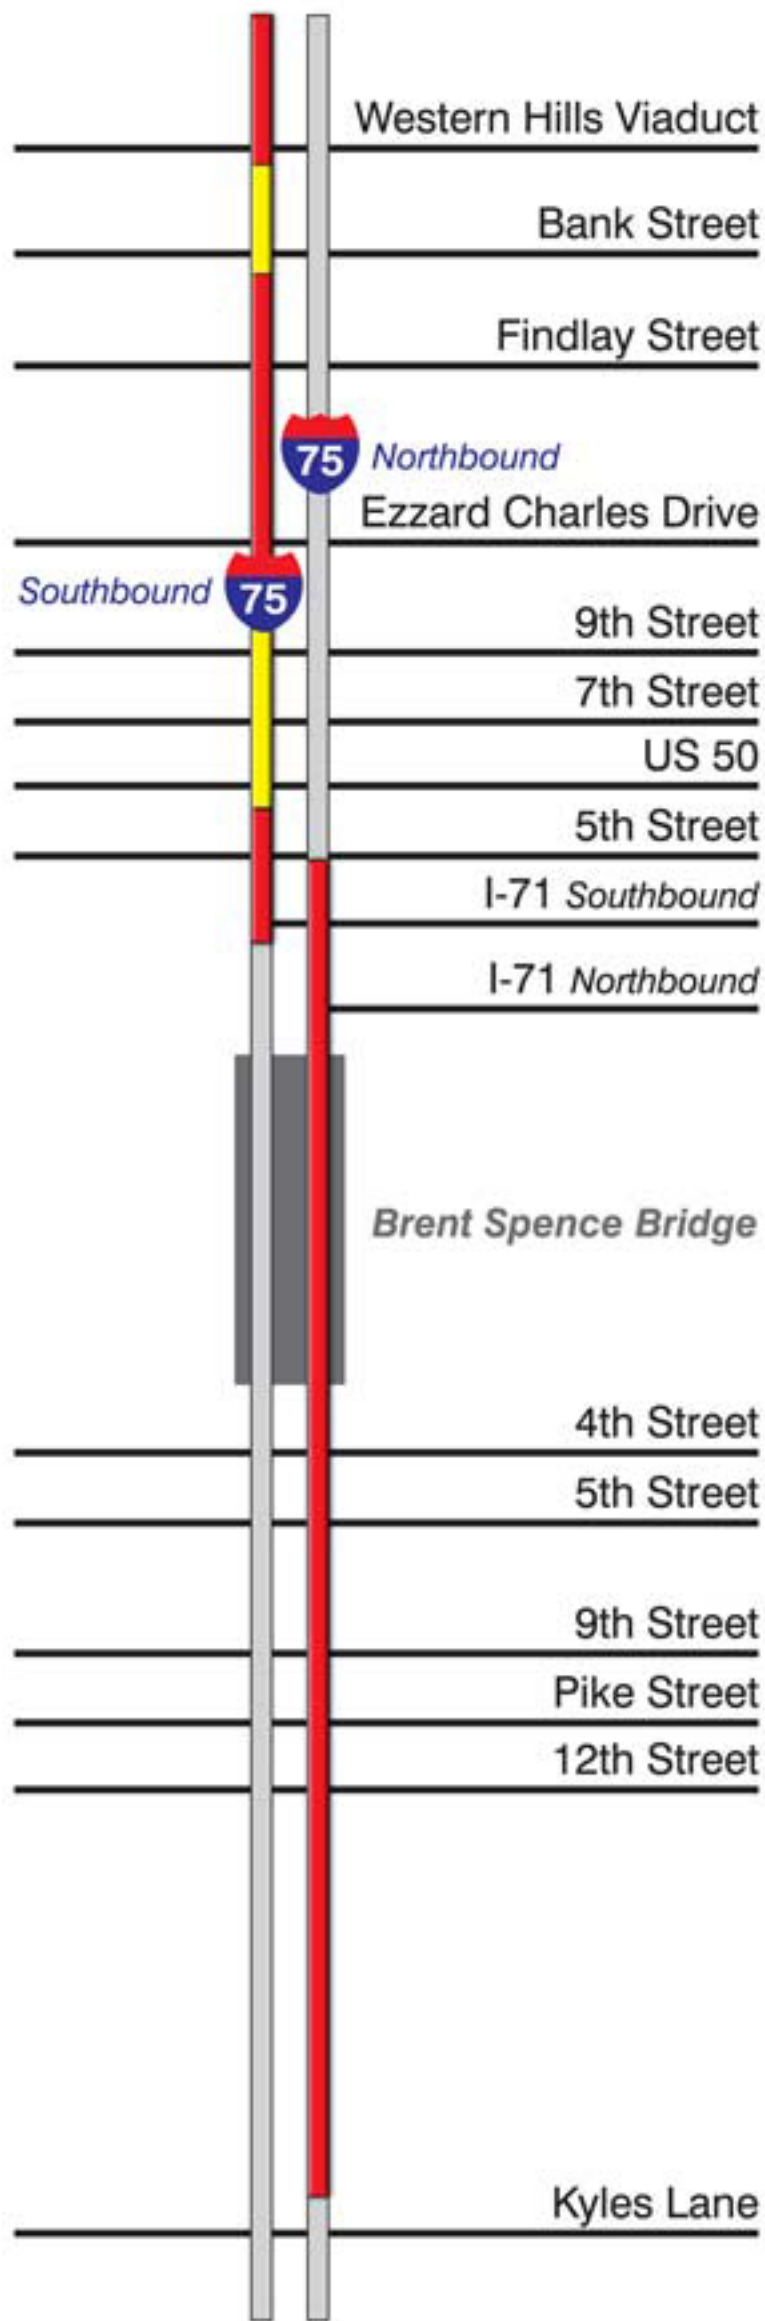 Western Hills Viaduct
Bank Street
Findlay Street
75 Northbound
Ezzard Charles Drive
Southbound 75
9th Street
7th Street
US 50
5th Street
I-71 Southbound
I-71 Northbound
Brent Spence Bridge
4th Street
5th Street
9th Street
Pike Street
12th Street
Kyles Lane